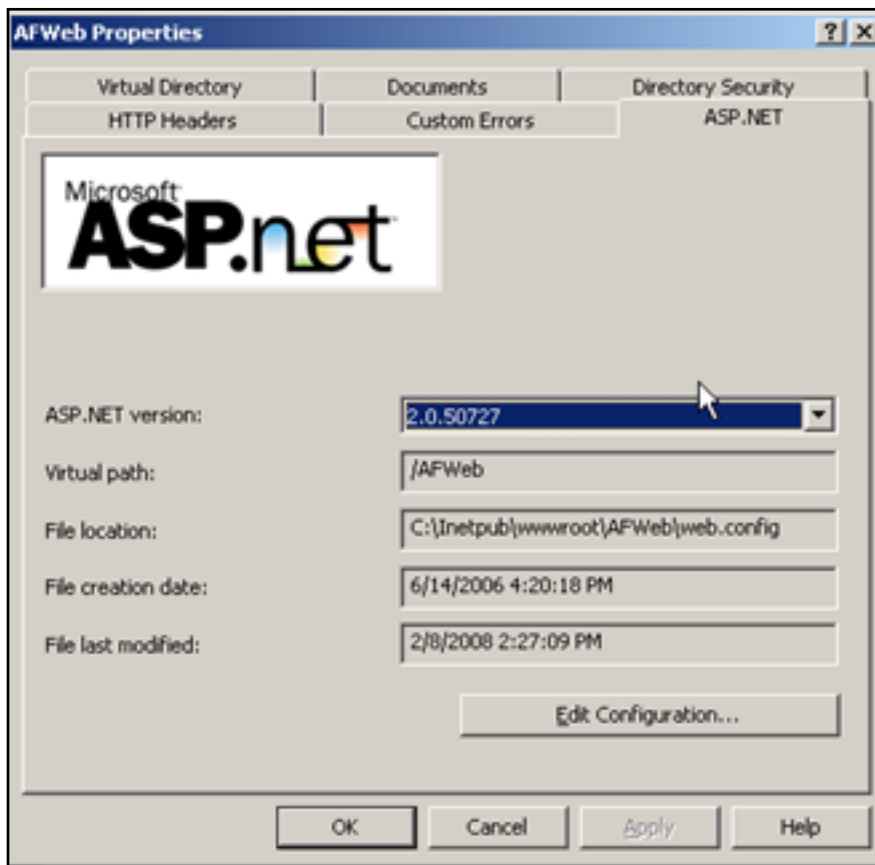 AFWeb Properties
Virtual Directory Documents Directory Security
HTTP Headers Custom Errors ASP.NET
Microsoft
ASP.net
ASP.NET version: 2.0.50727
Virtual path: /AFWeb
File location: C:\Inetpub\wwwroot\AFWeb\web.config
File creation date: 6/14/2006 4:20:18 PM
File last modified: 2/8/2008 2:27:09 PM
Edit Configuration...
OK Cancel Apply Help